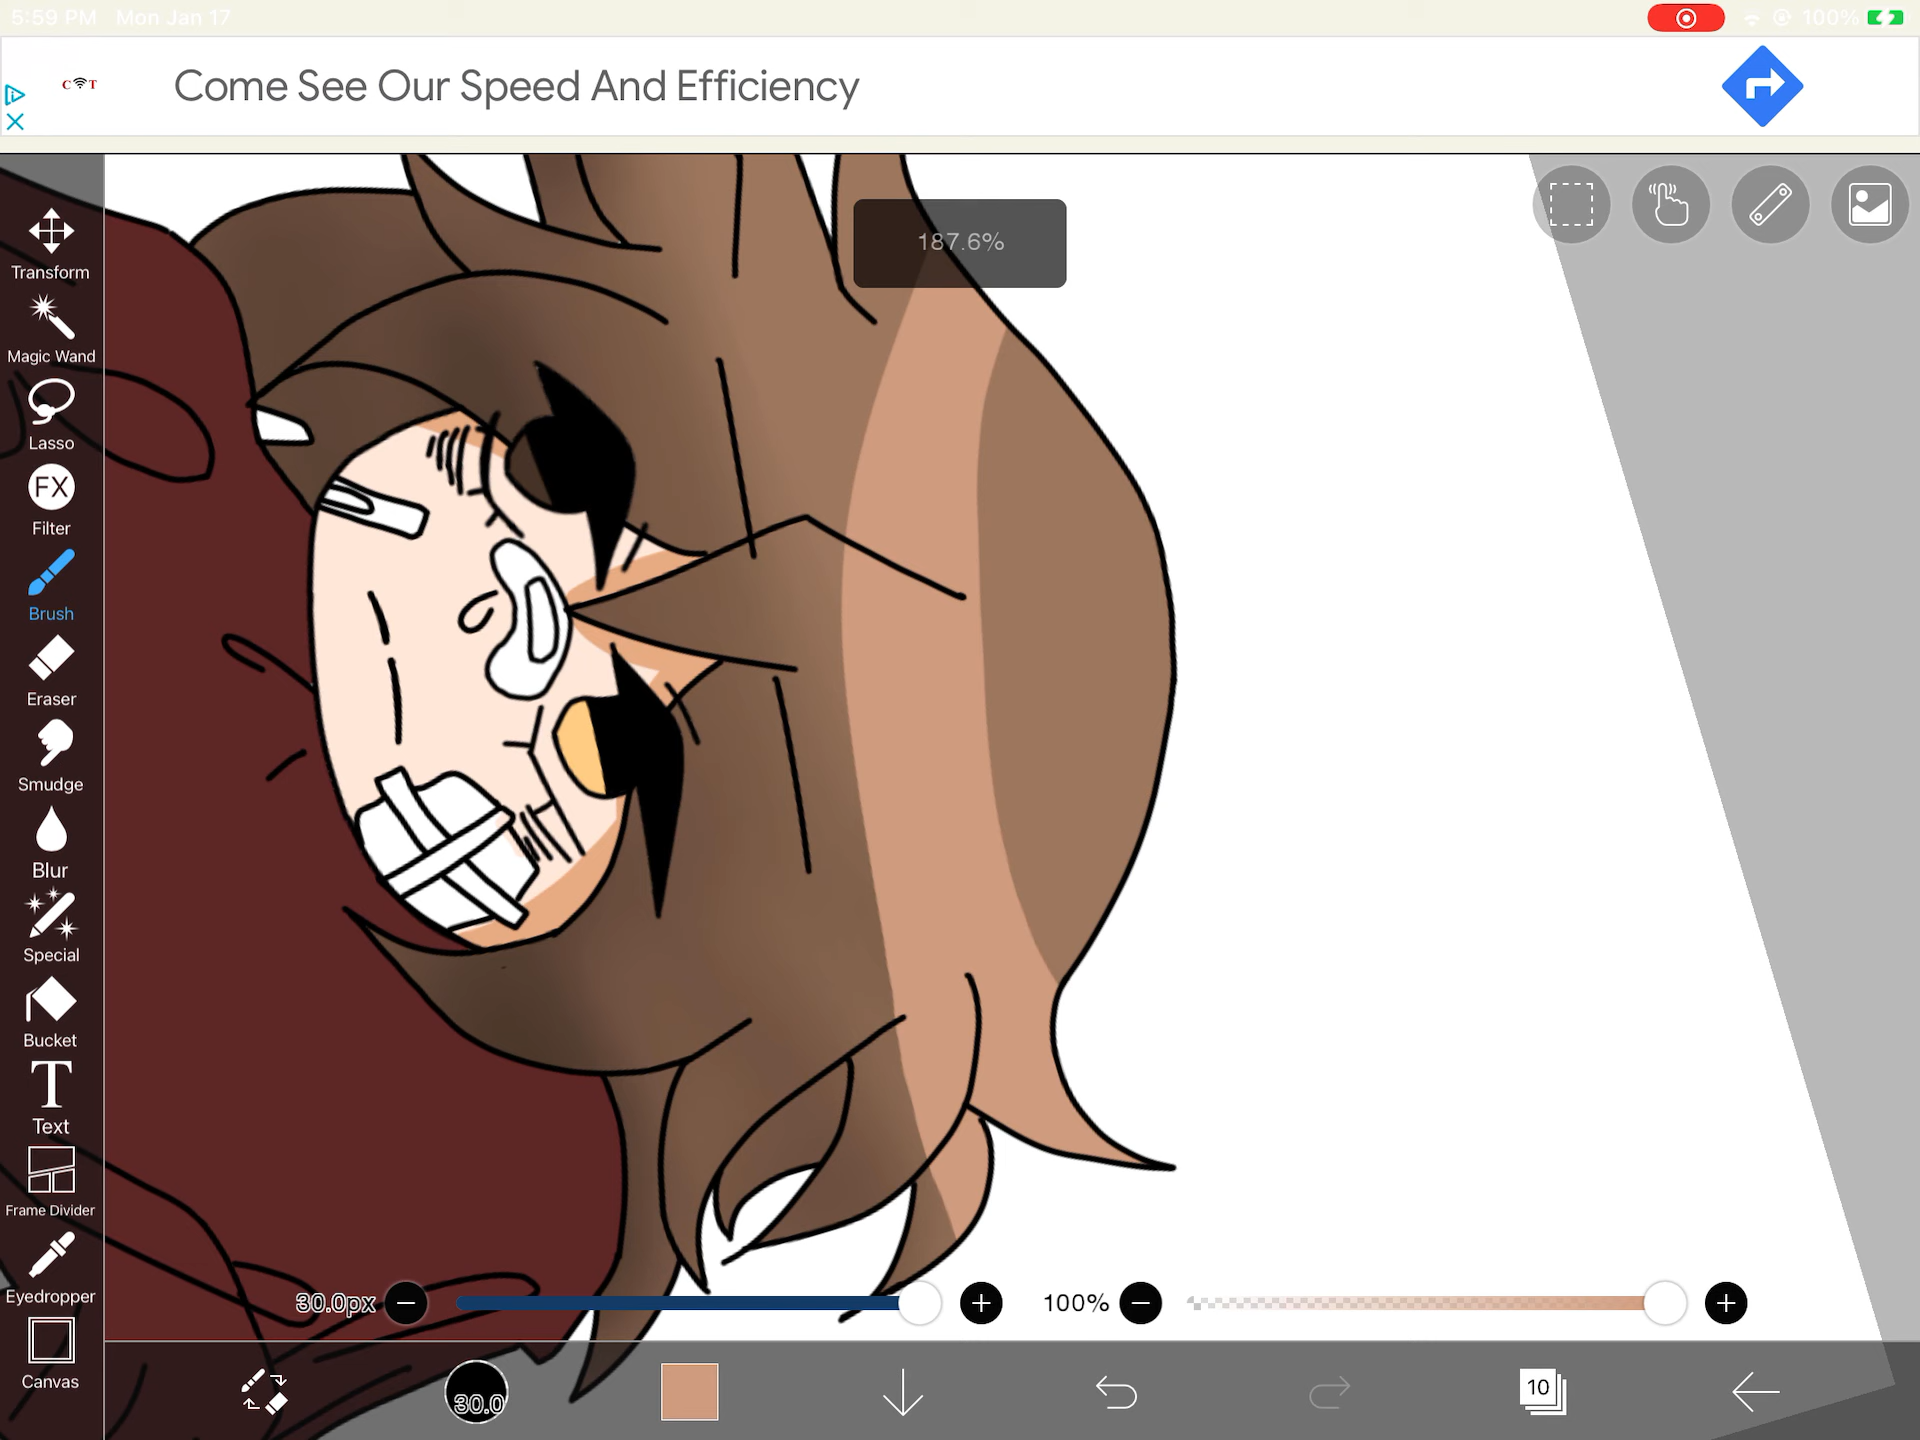 5:59 PM Mon Jan 17
100%
C T
Come See Our Speed And Efficiency
187.6%
Transform
Magic Wand
Lasso
FX
Filter
Brush
Eraser
Smudge
Blur
Special
Bucket
T
Text
Frame Divider
Eyedropper
Canvas
30.0px
100%
30.0
10